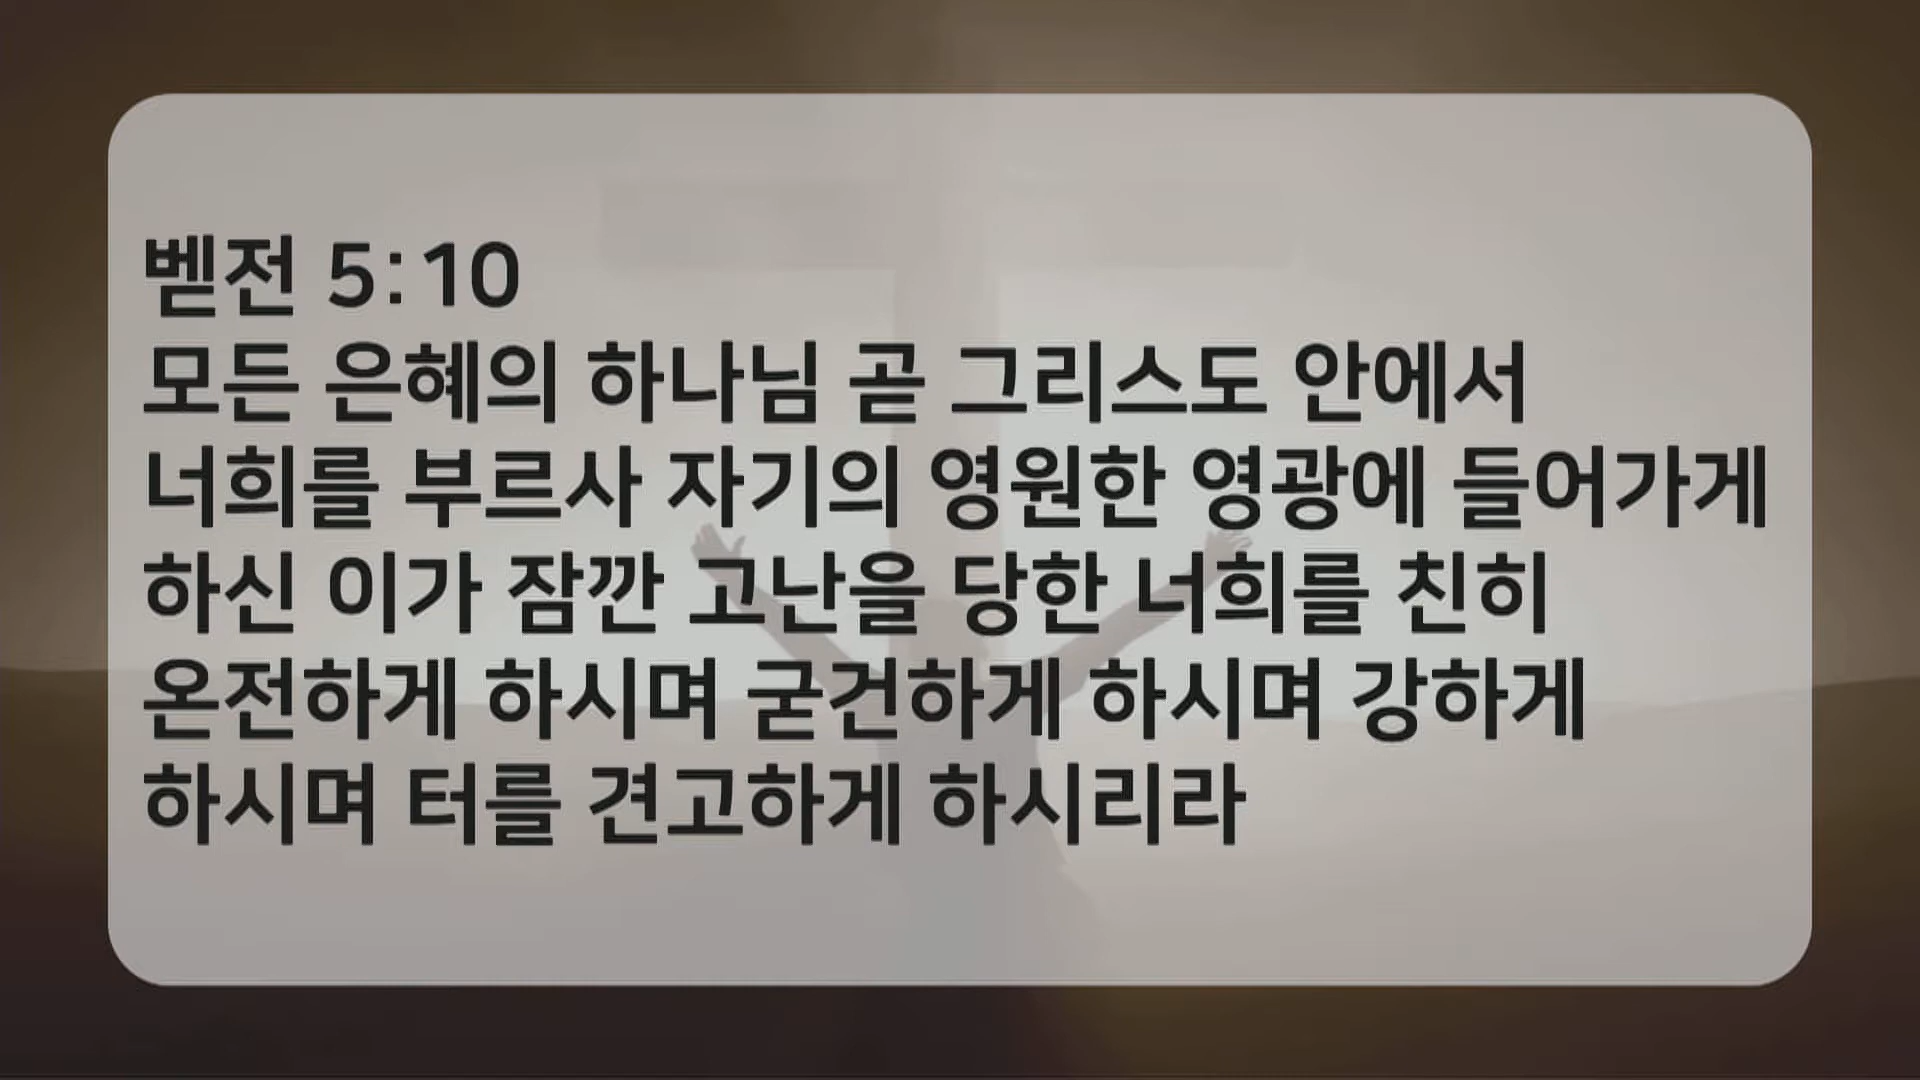 벧전 5:10
모든 은혜의 하나님 곧 그리스도 안에서
너희를 부르사 자기의 영원한 영광에 들어가게
하신 이가 잠깐 고난을 당한 너희를 친히
온전하게 하시며 굳건하게 하시며 강하게
하시며 터를 견고하게 하시리라